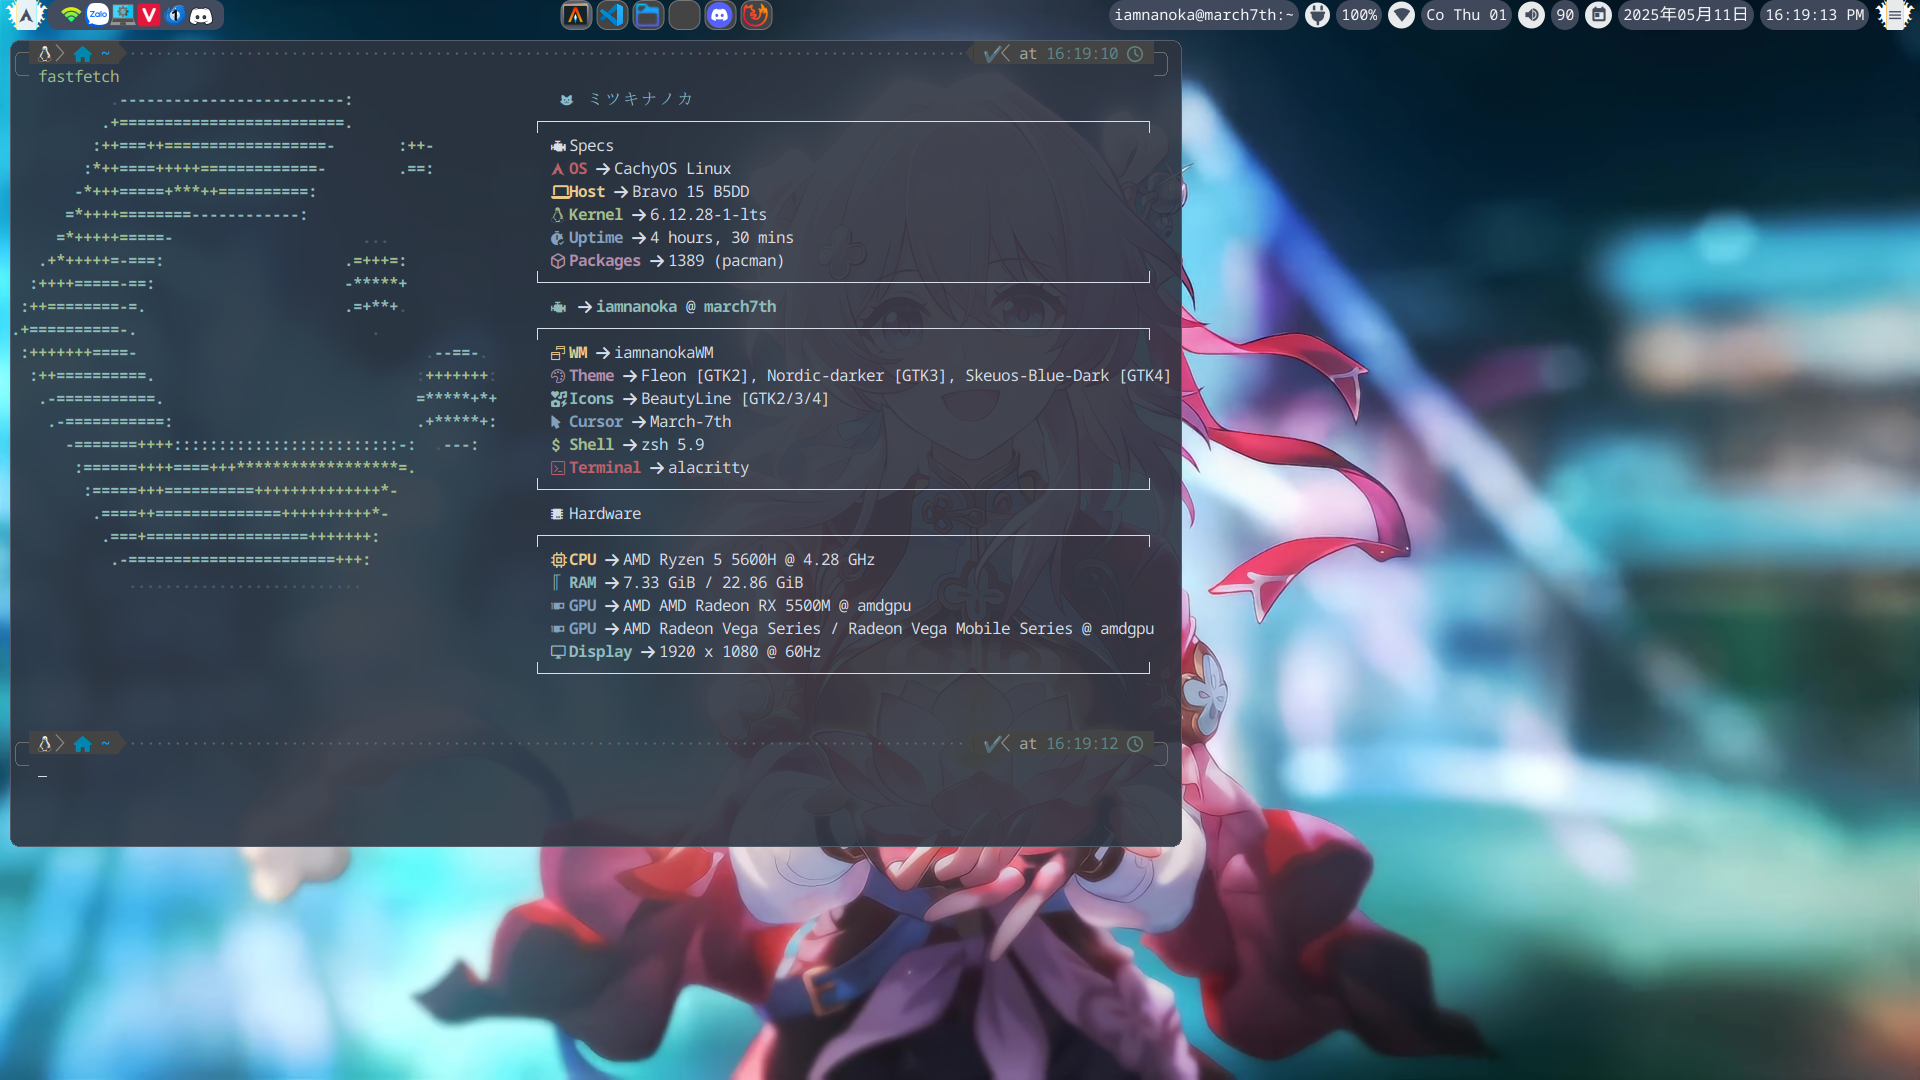 Zalo
iamnanoka@march7th:~
100%
Co Thu 01
90
2025年05月11日
16:19:13 PM
~
at 16:19:10
fastfetch
ミツキナノカ
Specs
OS → CachyOS Linux
Host → Bravo 15 B5DD
Kernel → 6.12.28-1-lts
Uptime → 4 hours, 30 mins
Packages → 1389 (pacman)
→ iamnanoka @ march7th
WM → iamnanokaWM
Theme → Fleon [GTK2], Nordic-darker [GTK3], Skeuos-Blue-Dark [GTK4]
Icons → BeautyLine [GTK2/3/4]
Cursor → March-7th
$ Shell → zsh 5.9
Terminal → alacritty
Hardware
CPU → AMD Ryzen 5 5600H @ 4.28 GHz
RAM → 7.33 GiB / 22.86 GiB
GPU → AMD AMD Radeon RX 5500M @ amdgpu
GPU → AMD Radeon Vega Series / Radeon Vega Mobile Series @ amdgpu
Display → 1920 x 1080 @ 60Hz
~
at 16:19:12
_